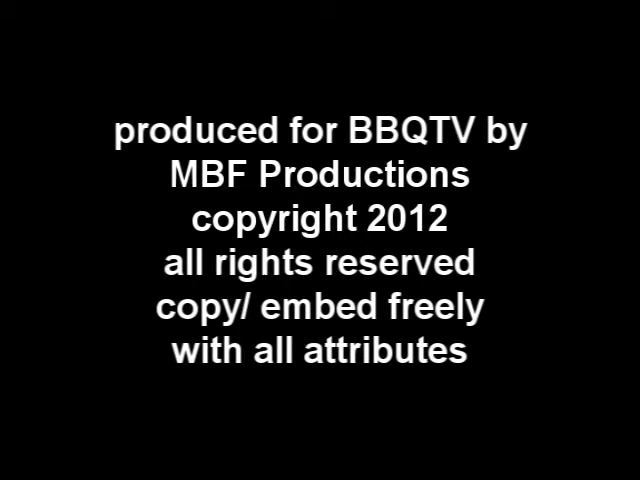 produced for BBQTV by
MBF Productions
copyright 2012
all rights reserved
copy/ embed freely
with all attributes